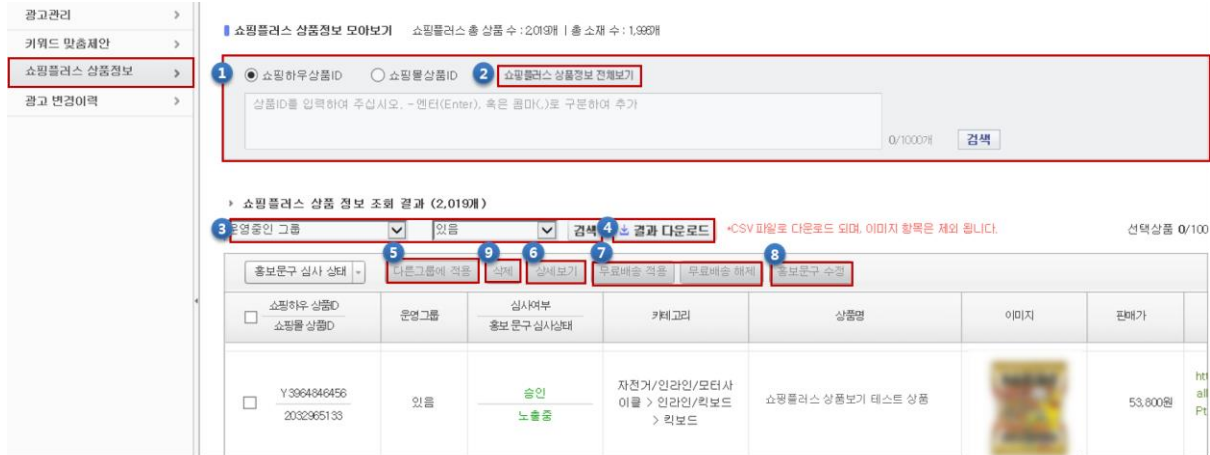 광고관리 >
키워드 맞춤제안 >
쇼핑플러스 상품정보 >
광고 변경이력 >
쇼핑플러스 상품정보 모아보기 쇼핑플러스 총 상품 수 : 2,019개 | 총 소재 수 : 1,996개
1 쇼핑하우상품ID 쇼핑몰상품ID 2 쇼핑플러스 상품정보 전체보기
상품ID를 입력하여 주십시오. - 엔터(Enter), 혹은 콤마(,)로 구분하여 추가
0/1000개 검색
쇼핑플러스 상품 정보 조회 결과 (2,019개)
3 운영중인 그룹 있음 검색 4 결과 다운로드 *CSV 파일로 다운로드 되며, 이미지 항목은 제외 됩니다. 선택상품 0/100
5 9 6 7 8
홍보문구 심사 상태 다른그룹에 적용 삭제 상세보기 무료배송 적용 무료배송 해제 홍보문구 수정
쇼핑하우 상품ID 운영그룹 심사여부 카테고리 상품명 이미지 판매가
쇼핑몰 상품ID 홍보 문구 심사상태
Y3964846456 있음 승인 자전거/인라인/모터사 쇼핑플러스 상품보기 테스트 상품 53,800원 htt
2032965133 노출중 이클 > 인라인/킥보드 all
> 킥보드 Pt